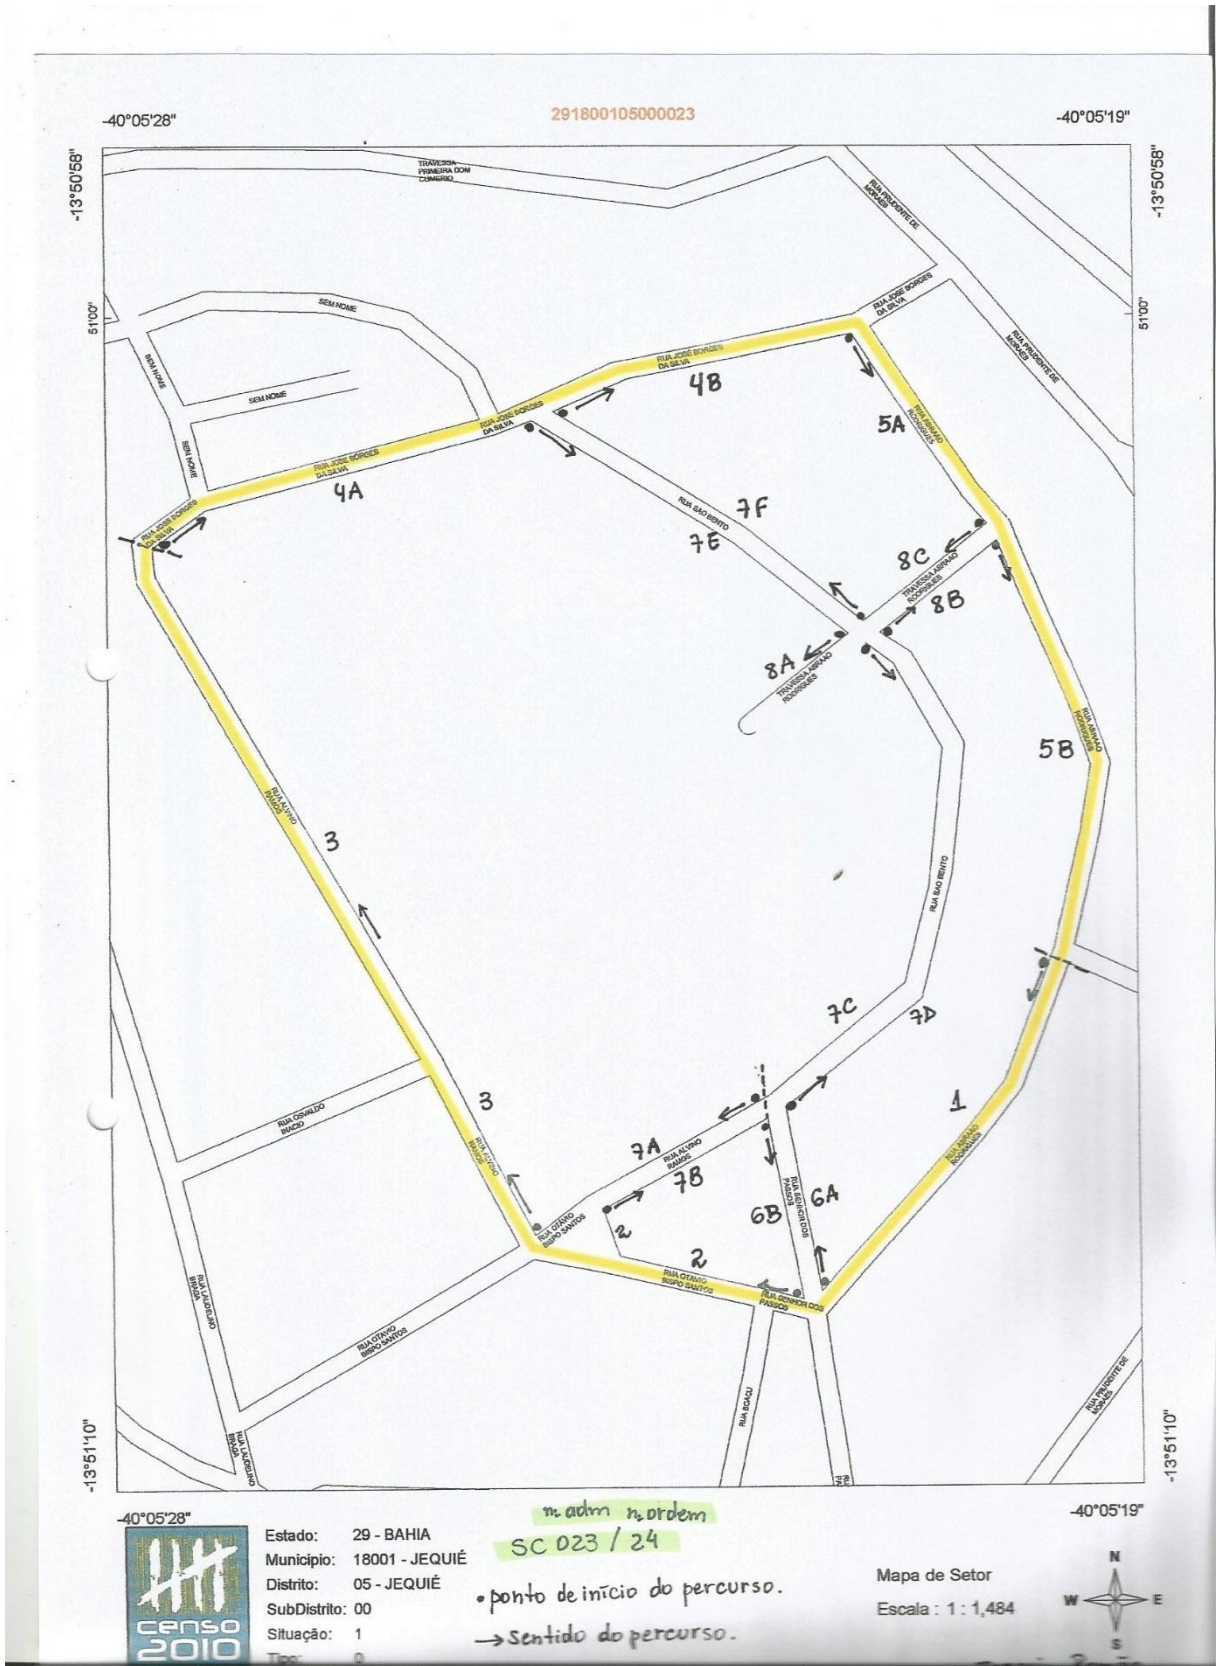 -40°05'28"
291800105000023
-40°05'19"
-13°50'58"
-13°50'58"
TRAVESSA
PRIMEIRA DOM
CLIMERIO
RUA PRUDENTE DE
MORAES
RUA JOSE BORGES
DA SILVA
51'00"
51'00"
SEM NOME
SEM NOME
SEM NOME
SEM NOME
RUA PRUDENTE DE
MORAES
RUA JOSE BORGES
DA SILVA
4B
RUA JOSE BORGES
DA SILVA
5A
RUA ABRAAO
RODRIGUES
RUA JOSE BORGES
DA SILVA
4A
RUA JOSE BORGES
DA SILVA
RUA SAO BENTO
7F
7E
8C
TRAVESSA ABRAAO
RODRIGUES
8B
8A
TRAVESSA ABRAAO
RODRIGUES
RUA ABRAAO
RODRIGUES
5B
RUA ALVINO
RAMOS
3
RUA SAO BENTO
7C
7D
1
RUA ABRAAO
RODRIGUES
3
RUA OSVALDO
INACIO
RUA ALVINO
RAMOS
7A
RUA ALVINO
RAMOS
7B
6B
RUA SENHOR DOS
PASSOS
6A
RUA OTAVIO
BISPO SANTOS
2
2
RUA OTAVIO
BISPO SANTOS
RUA SENHOR DOS
PASSOS
RUA LAUDELINO
BRAGA
RUA OTAVIO
BISPO SANTOS
RUA PRUDENTE DE
MORAES
RUA LAUDELINO
BRAGA
-13°51'10"
-13°51'10"
-40°05'28"
-40°05'19"
n adm nº ordem
SC 023 / 24
Estado: 29 - BAHIA
Municipio: 18001 - JEQUIÉ
Distrito: 05 - JEQUIÉ
SubDistrito: 00
Situação: 1
Tipo: 0
• ponto de início do percurso.
→ Sentido do percurso.
Mapa de Setor
Escala : 1 : 1,484
N
W
E
S
censo
2010